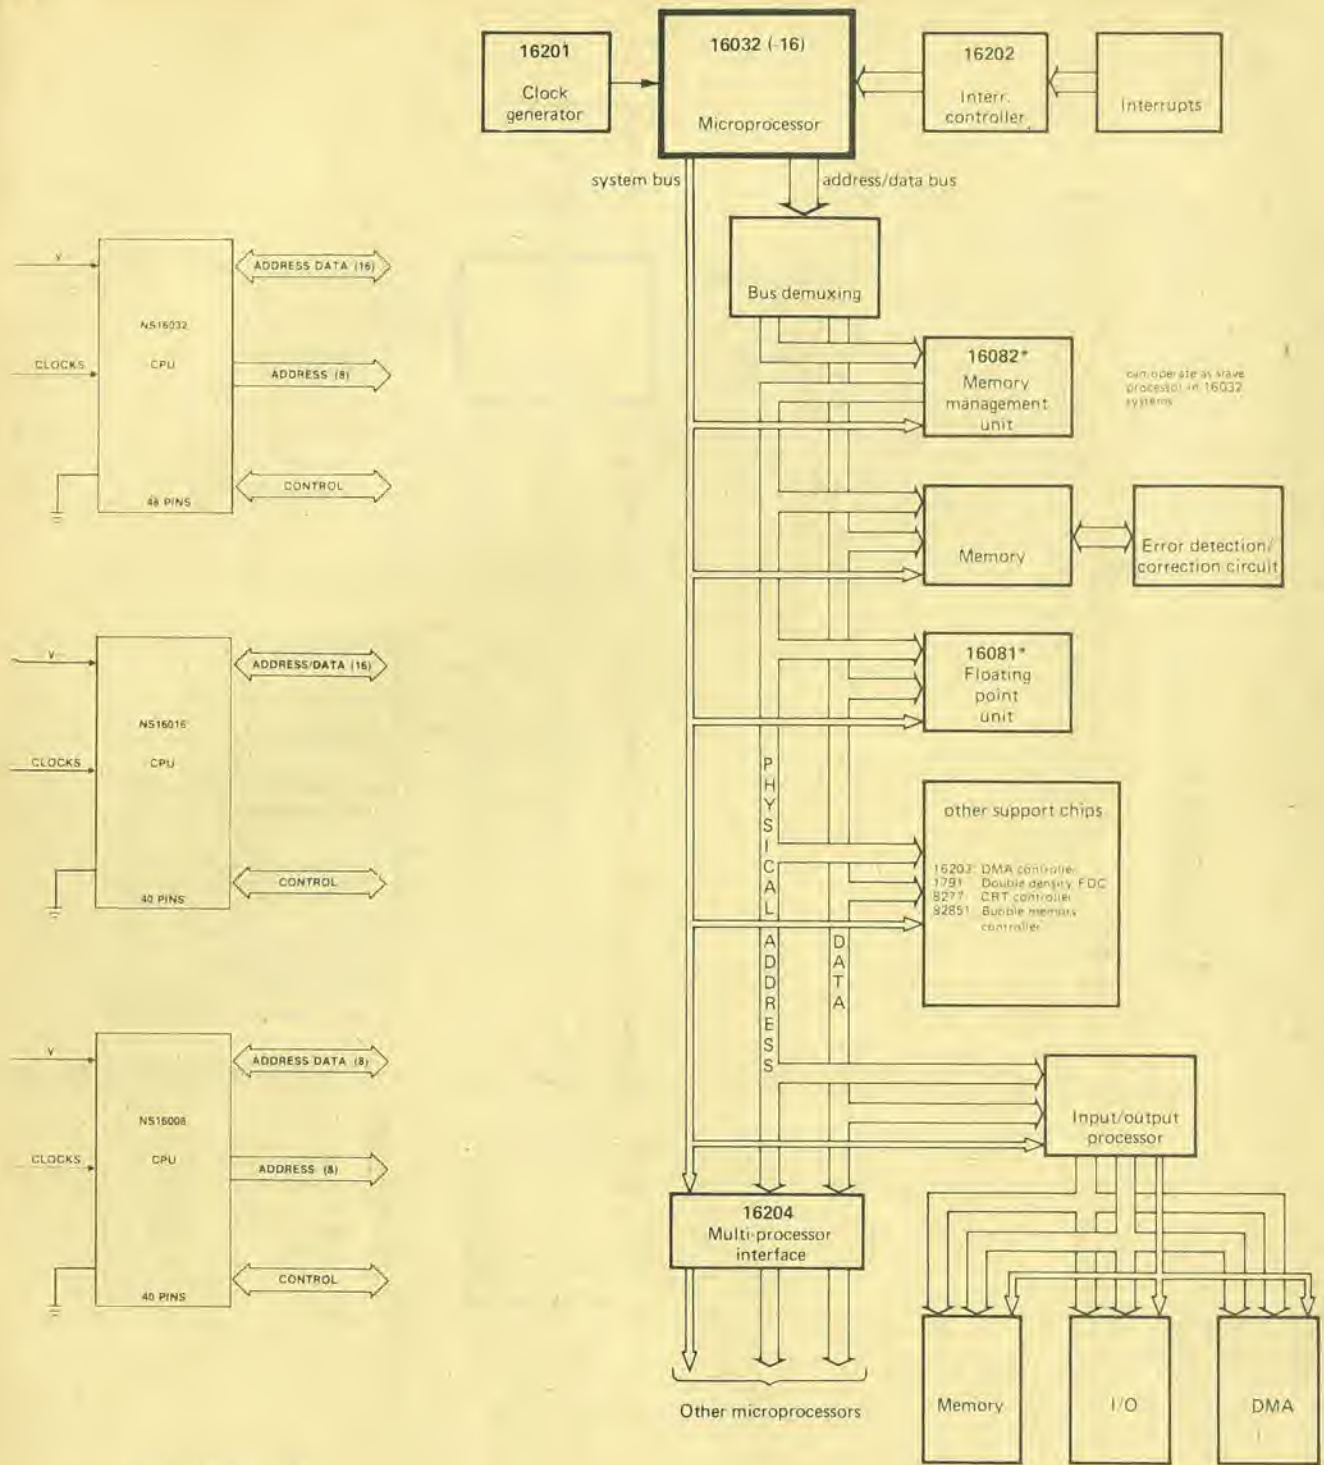 V
ADDRESS DATA (16)
NS16032
CLOCKS
CPU
ADDRESS (8)
CONTROL
48 PINS
V
ADDRESS/DATA (16)
NS16016
CLOCKS
CPU
CONTROL
40 PINS
V
ADDRESS DATA (8)
NS16008
CLOCKS
CPU
ADDRESS (8)
CONTROL
40 PINS
16201
Clock
generator
16032 (-16)
Microprocessor
16202
Interr.
controller
Interrupts
system bus
address/data bus
Bus demuxing
16082*
Memory
management
unit
can operate as slave
processor in 16032
systems
Memory
Error detection/
correction circuit
16081*
Floating
point
unit
PHYSICAL ADDRESS
DATA
other support chips
16203 DMA controller
1791 Double density FDC
8277 CRT controller
82851 Bubble memory
controller
Input/output
processor
16204
Multi-processor
interface
Other microprocessors
Memory
I/O
DMA